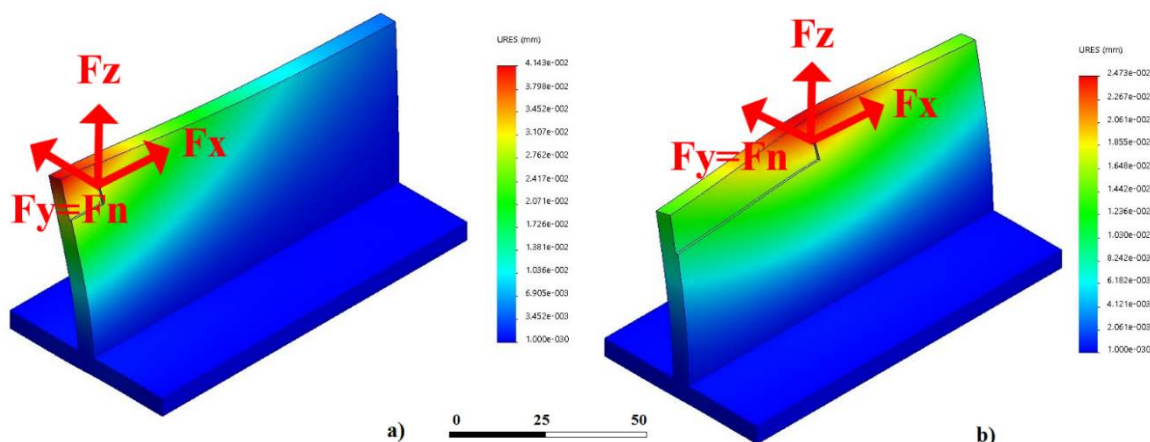 Fz
Fx
Fy=Fn
URES (mm)
4.143e-002
3.798e-002
3.452e-002
3.107e-002
2.762e-002
2.417e-002
2.071e-002
1.726e-002
1.381e-002
1.036e-002
6.905e-003
3.452e-003
1.000e-030
a)
0 25 50
Fz
Fx
Fy=Fn
URES (mm)
2.473e-002
2.267e-002
2.061e-002
1.855e-002
1.648e-002
1.442e-002
1.236e-002
1.030e-002
8.242e-003
6.182e-003
4.121e-003
2.061e-003
1.000e-030
b)